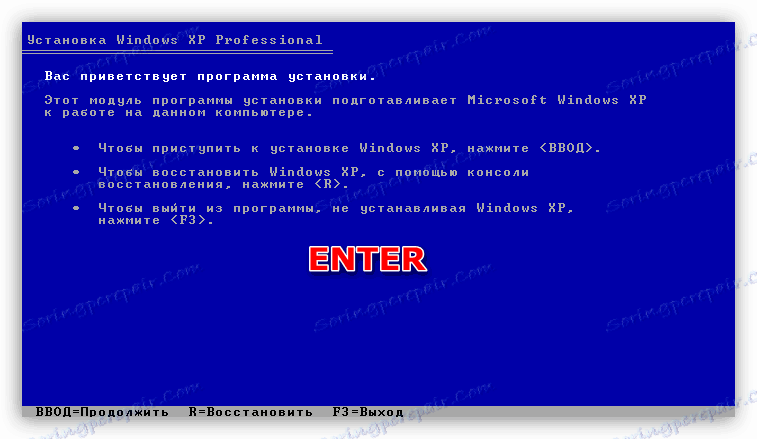 Установка Windows XP Professional
Вас приветствует программа установки.
Этот модуль программы установки подготавливает Microsoft Windows XP
к работе на данном компьютере.
• Чтобы приступить к установке Windows XP, нажмите <ВВОД>.
• Чтобы восстановить Windows XP, с помощью консоли
восстановления, нажмите <R>.
• Чтобы выйти из программы, не устанавливая Windows XP,
нажмите <F3>.
ENTER
ВВОД=Продолжить R=Восстановить F3=Выход